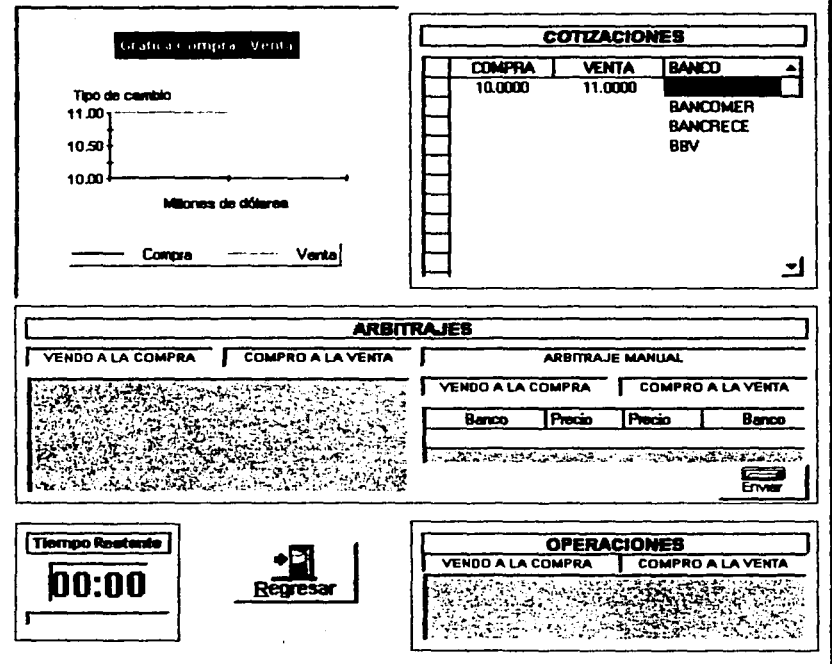 Gráfica Compra - Venta
Tipo de cambio
11.00
10.50
10.00
Millones de dólares
Compra Venta
COTIZACIONES
COMPRA VENTA BANCO
10.0000 11.0000
BANCOMER
BANCRECE
BBV
ARBITRAJES
VENDO A LA COMPRA COMPRO A LA VENTA ARBITRAJE MANUAL
VENDO A LA COMPRA COMPRO A LA VENTA
Banco Precio Precio Banco
Enviar
Tiempo Restante
00:00
Regresar
OPERACIONES
VENDO A LA COMPRA COMPRO A LA VENTA